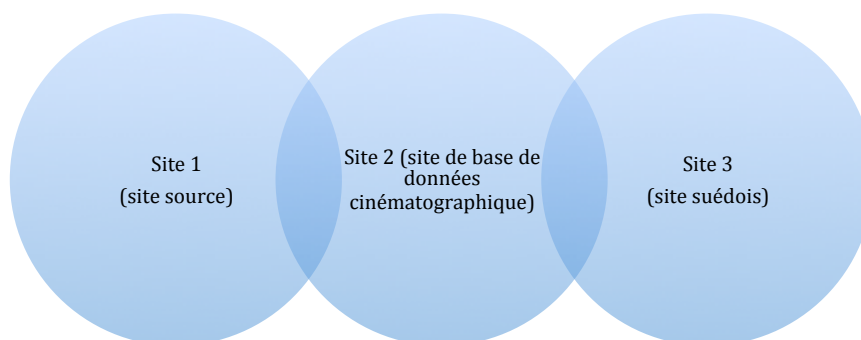 Site 1
(site source)
Site 2 (site de base de
données
cinématographique)
Site 3
(site suédois)